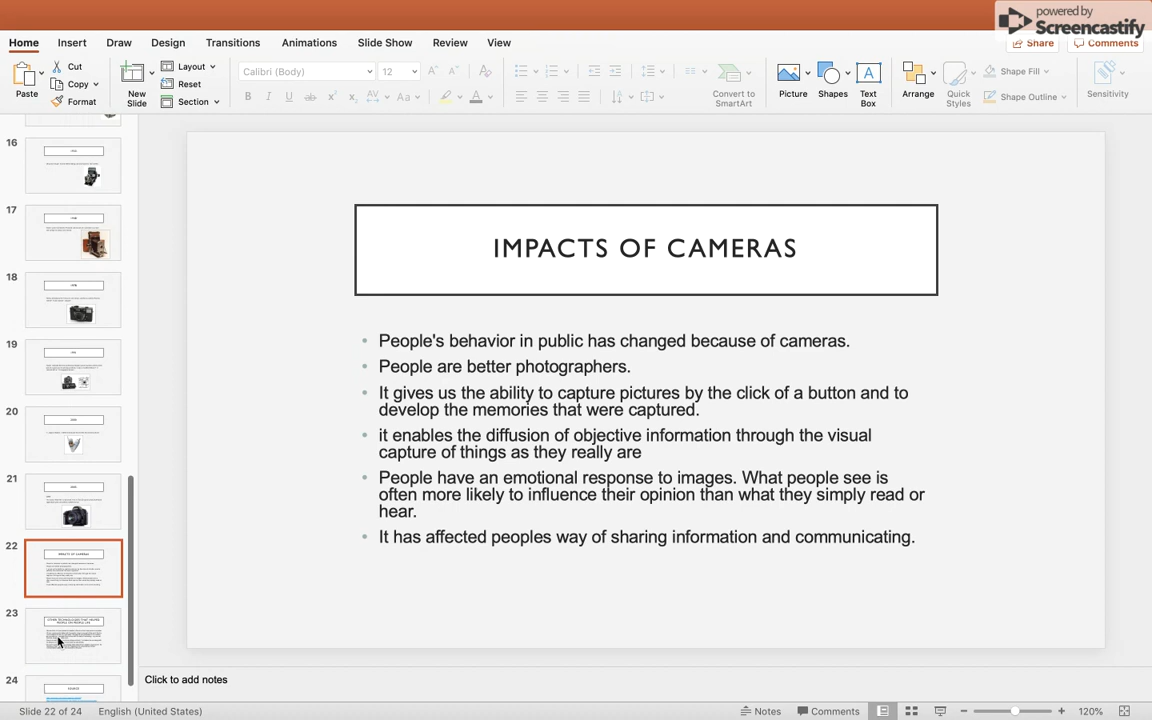 powered by
Screencastify
Home Insert Draw Design Transitions Animations Slide Show Review View
Share Comments
Paste Cut Copy Format
New Slide
Layout
Reset
Section
Calibri (Body) 12
Convert to SmartArt
Picture Shapes Text Box
Arrange Quick Styles
Shape Fill
Shape Outline
Sensitivity
16
17
18
19
20
21
22
23
24
IMPACTS OF CAMERAS
• People's behavior in public has changed because of cameras.
• People are better photographers.
• It gives us the ability to capture pictures by the click of a button and to
develop the memories that were captured.
• it enables the diffusion of objective information through the visual
capture of things as they really are
• People have an emotional response to images. What people see is
often more likely to influence their opinion than what they simply read or
hear.
• It has affected peoples way of sharing information and communicating.
Click to add notes
Slide 22 of 24 English (United States) Notes Comments 120%